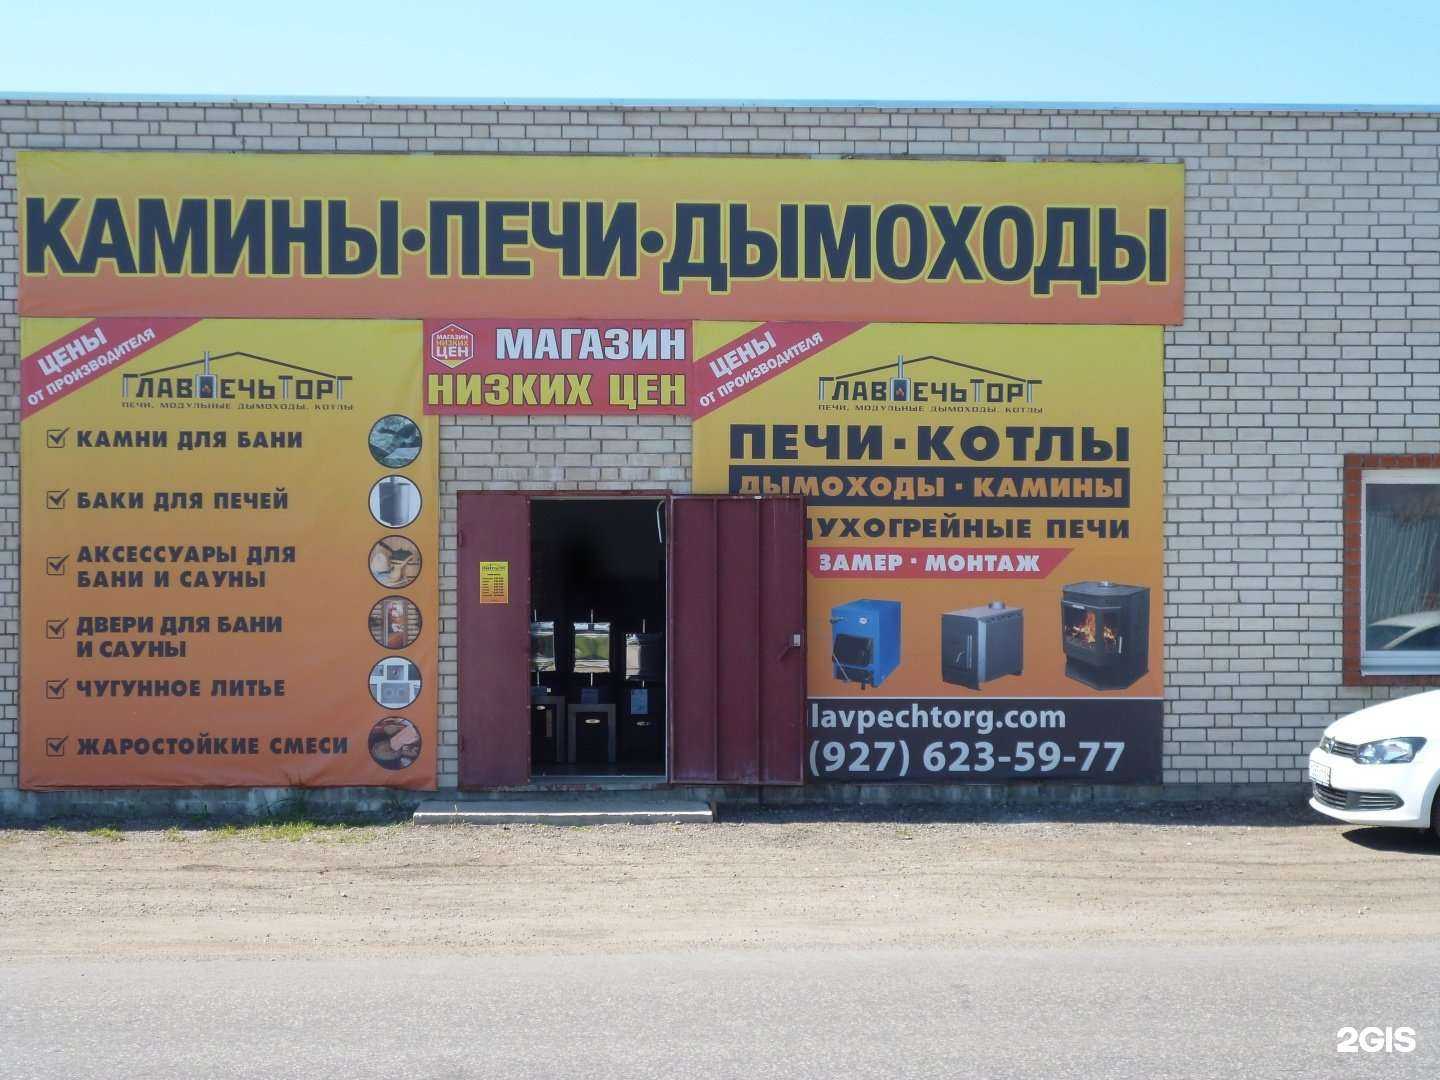 КАМИНЫ·ПЕЧИ·ДЫМОХОДЫ
ЦЕНЫ
ОТ ПРОИЗВОДИТЕЛЯ
ГЛАВПЕЧЬТОРГ
ПЕЧИ, МОДУЛЬНЫЕ ДЫМОХОДЫ, КОТЛЫ
КАМНИ ДЛЯ БАНИ
БАКИ ДЛЯ ПЕЧЕЙ
АКСЕССУАРЫ ДЛЯ
БАНИ И САУНЫ
ДВЕРИ ДЛЯ БАНИ
И САУНЫ
ЧУГУННОЕ ЛИТЬЕ
ЖАРОСТОЙКИЕ СМЕСИ
МАГАЗИН
НИЗКИХ
ЦЕН
МАГАЗИН
НИЗКИХ ЦЕН
ЦЕНЫ
ОТ ПРОИЗВОДИТЕЛЯ
ГЛАВПЕЧЬТОРГ
ПЕЧИ, МОДУЛЬНЫЕ ДЫМОХОДЫ, КОТЛЫ
ПЕЧИ·КОТЛЫ
ДЫМОХОДЫ·КАМИНЫ
ДУХОГРЕЙНЫЕ ПЕЧИ
ЗАМЕР·МОНТАЖ
lavpechtorg.com
(927) 623-59-77
2GIS